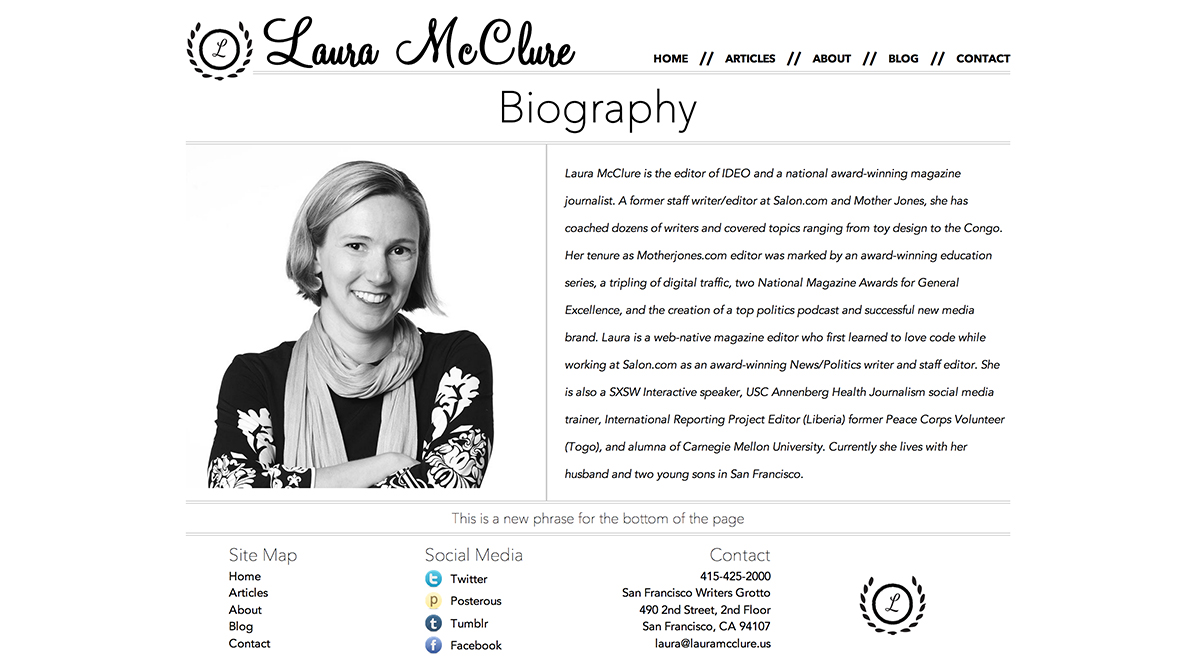 L Laura McClure
HOME // ARTICLES // ABOUT // BLOG // CONTACT
Biography
Laura McClure is the editor of IDEO and a national award-winning magazine
journalist. A former staff writer/editor at Salon.com and Mother Jones, she has
coached dozens of writers and covered topics ranging from toy design to the Congo.
Her tenure as Motherjones.com editor was marked by an award-winning education
series, a tripling of digital traffic, two National Magazine Awards for General
Excellence, and the creation of a top politics podcast and successful new media
brand. Laura is a web-native magazine editor who first learned to love code while
working at Salon.com as an award-winning News/Politics writer and staff editor. She
is also a SXSW Interactive speaker, USC Annenberg Health Journalism social media
trainer, International Reporting Project Editor (Liberia) former Peace Corps Volunteer
(Togo), and alumna of Carnegie Mellon University. Currently she lives with her
husband and two young sons in San Francisco.
This is a new phrase for the bottom of the page
Site Map
Home
Articles
About
Blog
Contact
Social Media
t Twitter
p Posterous
t Tumblr
f Facebook
Contact
415-425-2000
San Francisco Writers Grotto
490 2nd Street, 2nd Floor
San Francisco, CA 94107
laura@lauramcclure.us
L